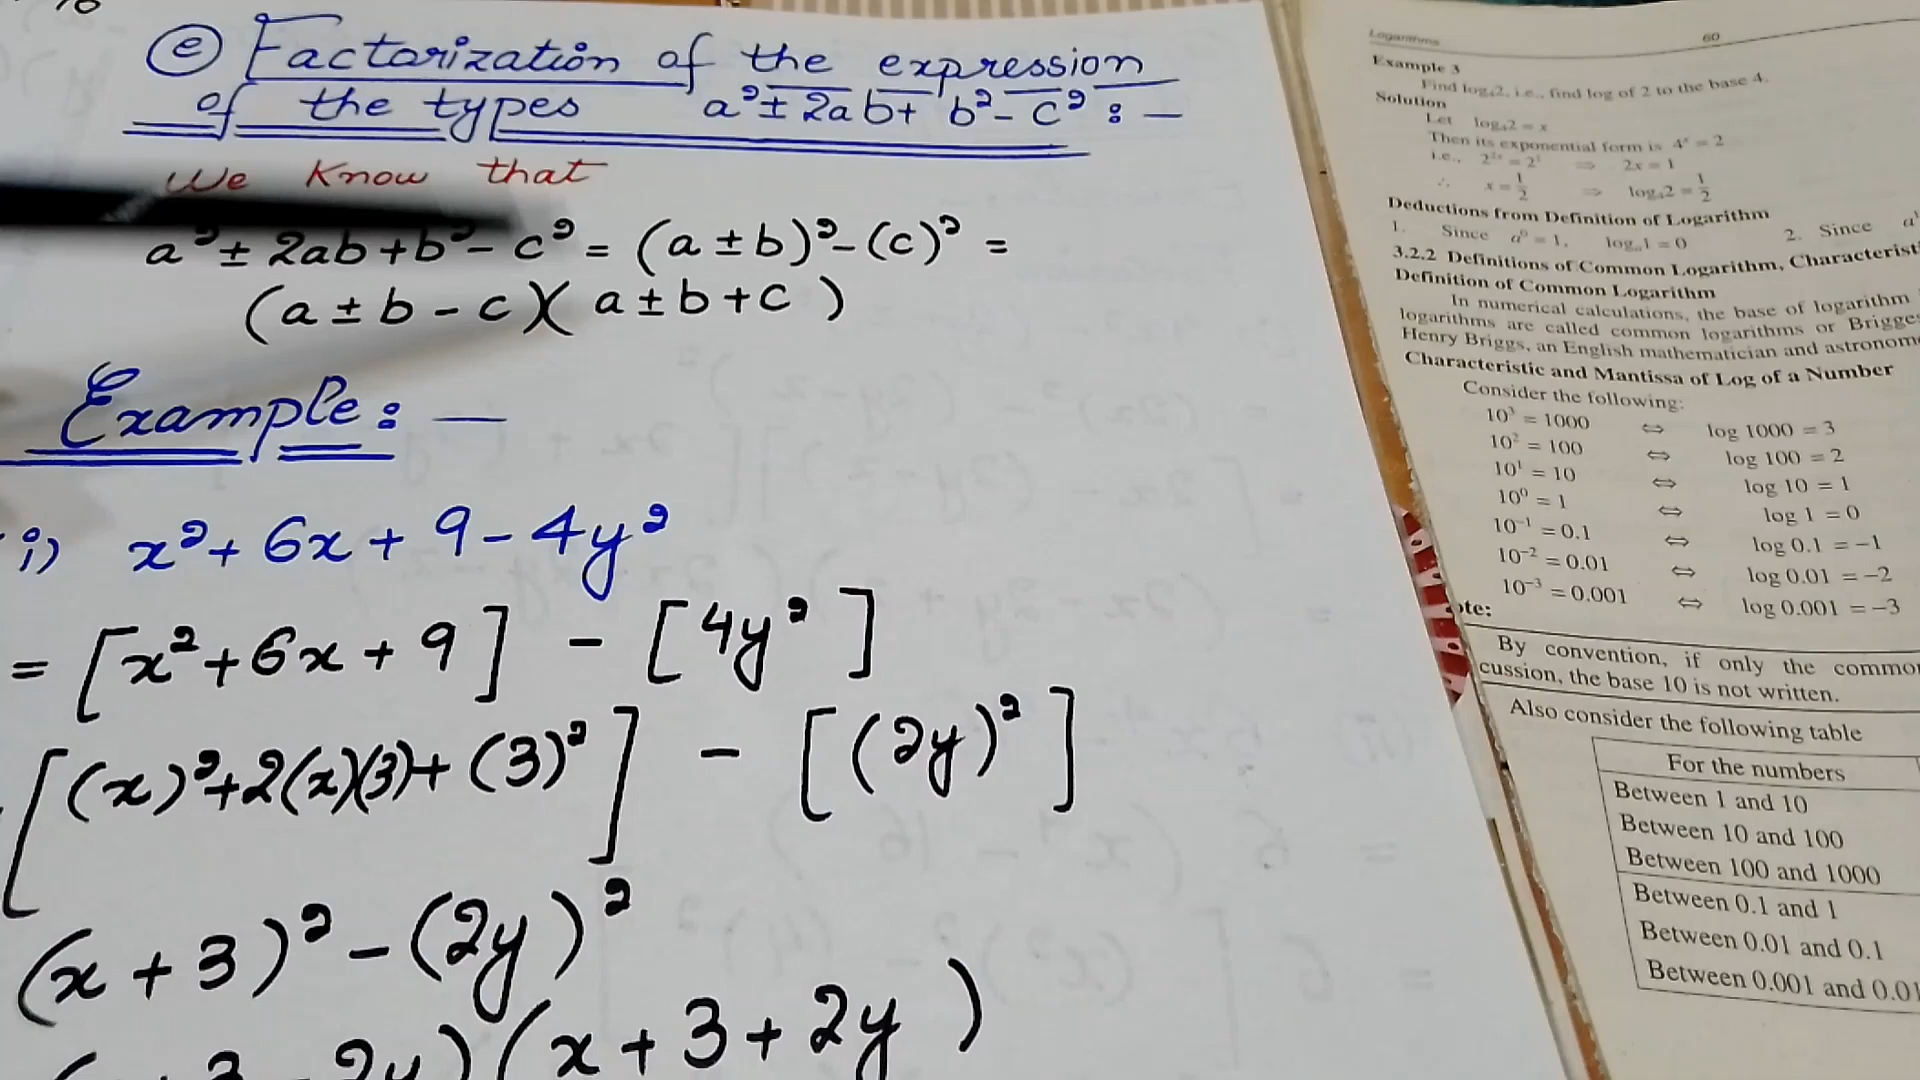 (e) Factorization of the expression
of the types a² ± 2ab + b² - c² : —
We Know that
a² ± 2ab + b² - c² = (a ± b)² - (c)² =
(a ± b - c)(a ± b + c)
Example : —
i) x² + 6x + 9 - 4y²
= [x² + 6x + 9] - [4y²]
[(x)² + 2(x)(3) + (3)²] - [(2y)²]
(x + 3)² - (2y)²
3 - 2y)(x + 3 + 2y)
Logarithms 60
Example 3
Find log₄2, i.e., find log of 2 to the base 4.
Solution
Let log₄2 = x
Then its exponential form is 4ˣ = 2
i.e., 2²ˣ = 2¹ ⇒ 2x = 1
∴ x = 1/2 ⇒ log₄2 = 1/2
Deductions from Definition of Logarithm
1. Since a⁰ = 1, logₐ1 = 0 2. Since
3.2.2 Definitions of Common Logarithm, Characterist
Definition of Common Logarithm
In numerical calculations, the base of logarithm
logarithms are called common logarithms or Brigge
Henry Briggs, an English mathematician and astronom
Characteristic and Mantissa of Log of a Number
Consider the following:
10³ = 1000 ⇔ log 1000 = 3
10² = 100 ⇔ log 100 = 2
10¹ = 10 ⇔ log 10 = 1
10⁰ = 1 ⇔ log 1 = 0
10⁻¹ = 0.1 ⇔ log 0.1 = -1
10⁻² = 0.01 ⇔ log 0.01 = -2
10⁻³ = 0.001 ⇔ log 0.001 = -3
ote:
By convention, if only the commo
cussion, the base 10 is not written.
Also consider the following table
For the numbers
Between 1 and 10
Between 10 and 100
Between 100 and 1000
Between 0.1 and 1
Between 0.01 and 0.1
Between 0.001 and 0.01